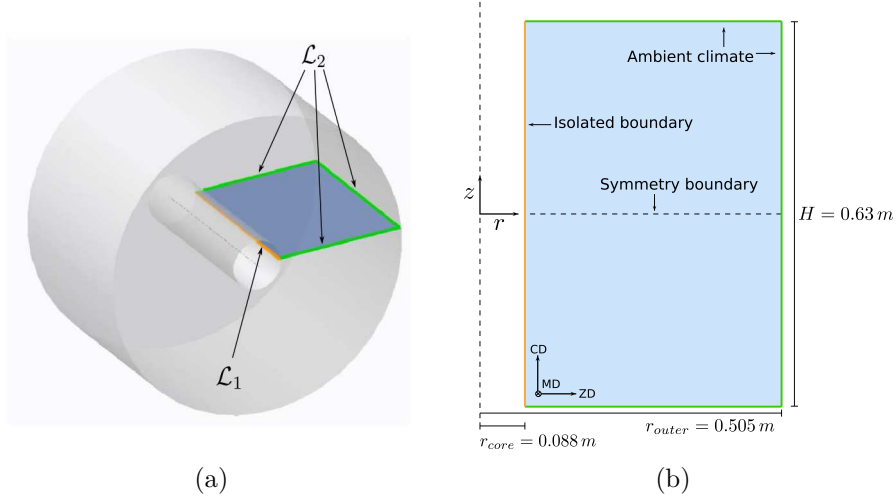 ℒ₂
ℒ₁
(a)
Ambient climate
Isolated boundary
Symmetry boundary
z
r
H = 0.63 m
CD
MD
ZD
r_outer = 0.505 m
r_core = 0.088 m
(b)